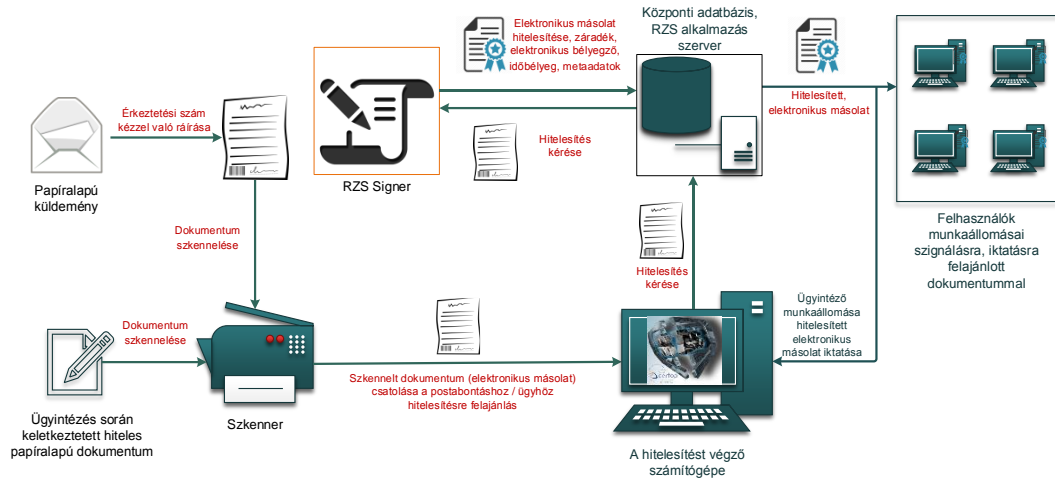 Elektronikus másolat
hitelesítése, záradék,
elektronikus bélyegző,
időbélyeg, metaadatok
Központi adatbázis,
RZS alkalmazás
szerver
Érkeztetési szám
kézzel való ráírása
Hitelesítés
kérése
Hitelesített,
elektronikus másolat
Papíralapú
küldemény
RZS Signer
Felhasználók
munkaállomásai
szignálásra, iktatásra
felajánlott
dokumentummal
Dokumentum
szkennelése
Hitelesítés
kérése
Dokumentum
szkennelése
Szkennelt dokumentum (elektronikus másolat)
csatolása a postabontáshoz / ügyhöz
hitelesítésre felajánlás
Ügyintéző
munkaállomása
hitelesített
elektronikus
másolat iktatása
Ügyintézés során
keletkeztetett hiteles
papíralapú dokumentum
Szkenner
A hitelesítést végző
számítógépe